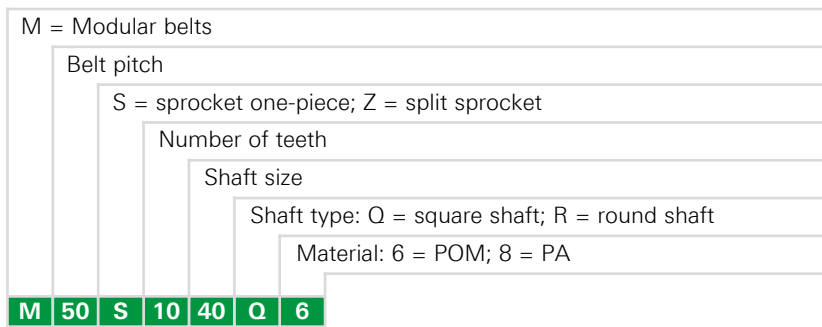 M = Modular belts
Belt pitch
S = sprocket one-piece; Z = split sprocket
Number of teeth
Shaft size
Shaft type: Q = square shaft; R = round shaft
Material: 6 = POM; 8 = PA
M 50 S 10 40 Q 6